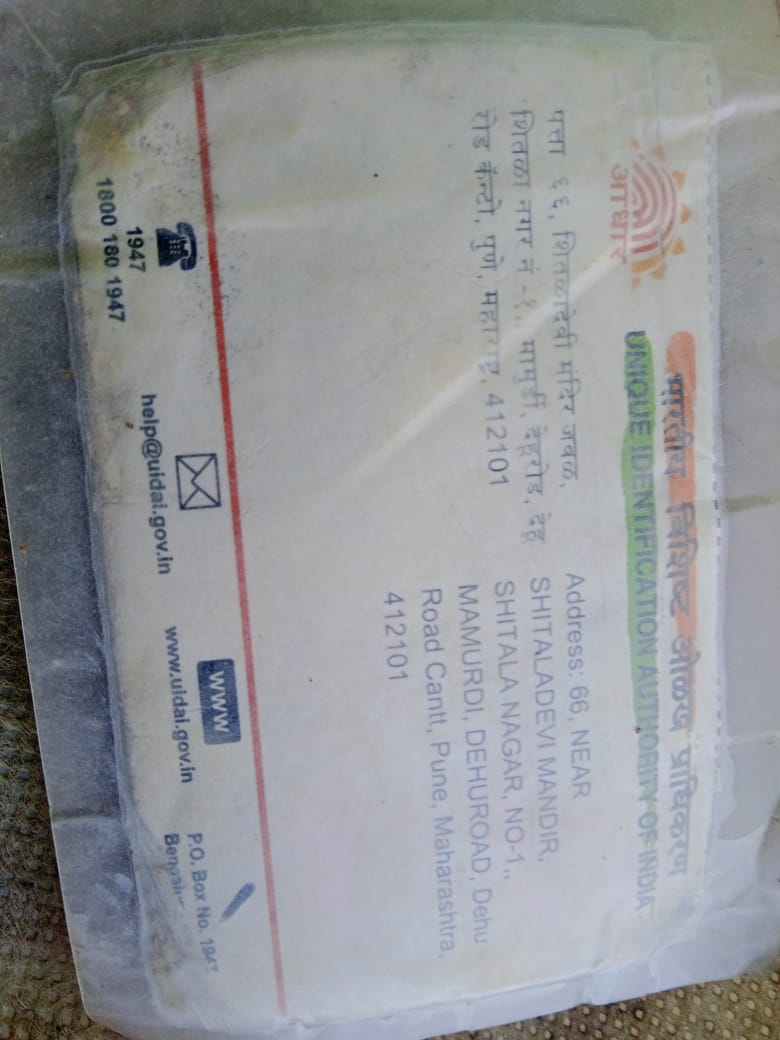 आधार
भारतीय विशिष्ट ओळख प्राधिकरण
UNIQUE IDENTIFICATION AUTHORITY OF INDIA
पत्ता ६६, शितळादेवी मंदिर जवळ,
शितळा नगर नं -१,, मामुर्डी, देहूरोड, देहू
रोड कॅन्टो, पुणे, महाराष्ट्र, 412101
Address: 66, NEAR
SHITALADEVI MANDIR,
SHITALA NAGAR, NO-1,,
MAMURDI, DEHUROAD, Dehu
Road Cantt, Pune, Maharashtra,
412101
1947
1800 180 1947
help@uidai.gov.in
www
www.uidai.gov.in
P.O. Box No. 1947